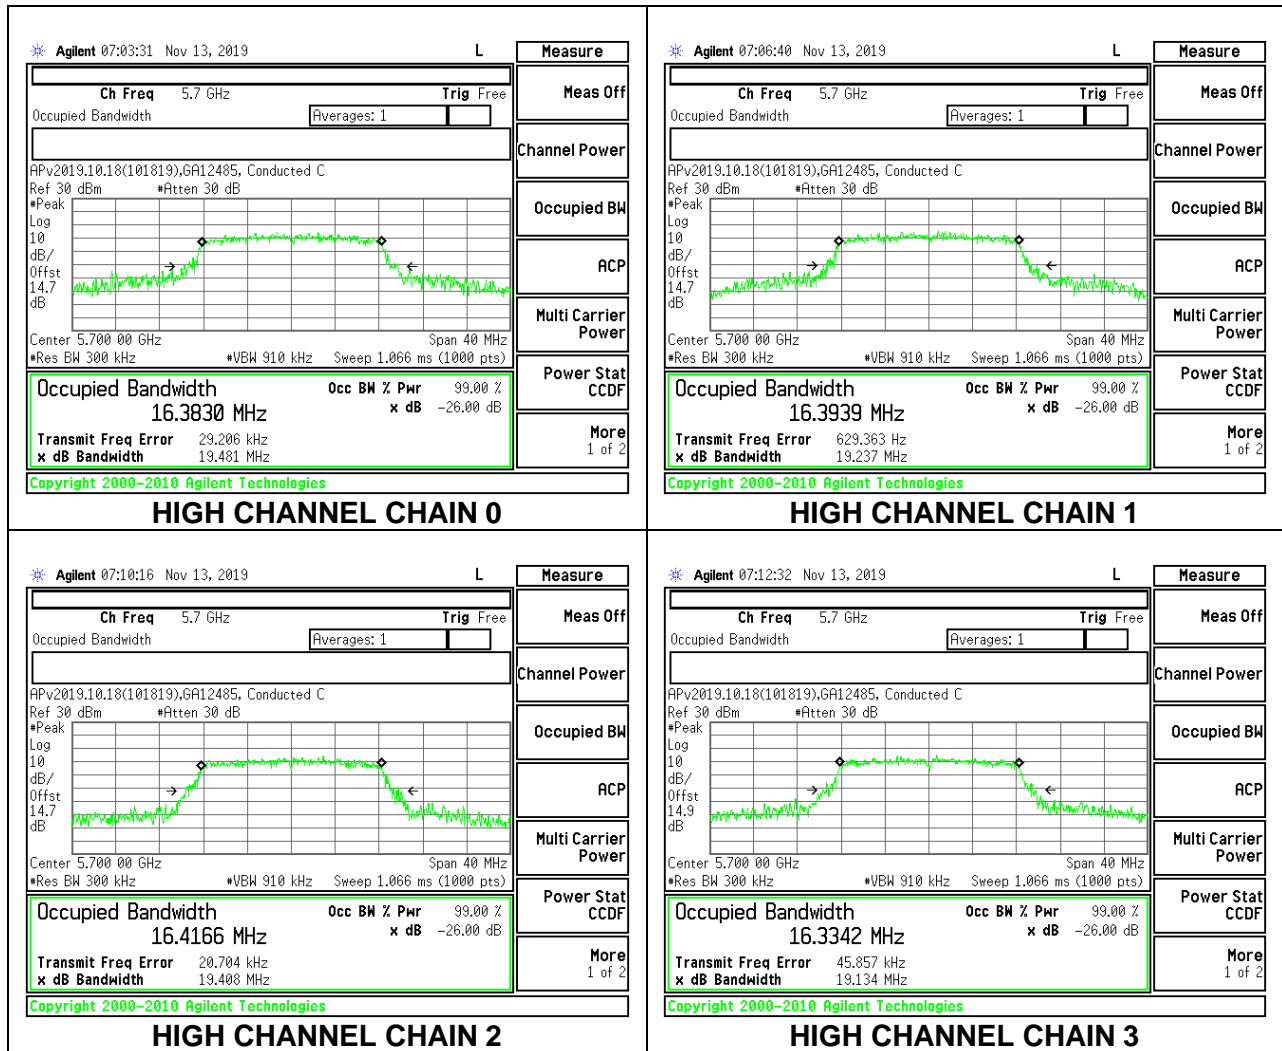 Agilent 07:03:31 Nov 13, 2019 L Measure
Ch Freq 5.7 GHz Trig Free Meas Off
Occupied Bandwidth Averages: 1
Channel Power
APv2019.10.18(101819),GA12485, Conducted C
Ref 30 dBm #Atten 30 dB
#Peak
Log
10
dB/
Offst
14.7
dB
Occupied BW
ACP
Multi Carrier
Power
Center 5.700 00 GHz Span 40 MHz
#Res BW 300 kHz #VBW 910 kHz Sweep 1.066 ms (1000 pts)
Power Stat
CCDF
Occupied Bandwidth Occ BW % Pwr 99.00 %
16.3830 MHz x dB -26.00 dB
Transmit Freq Error 29.206 kHz
x dB Bandwidth 19.481 MHz
More
1 of 2
Copyright 2000-2010 Agilent Technologies
HIGH CHANNEL CHAIN 0
Agilent 07:06:40 Nov 13, 2019 L Measure
Ch Freq 5.7 GHz Trig Free Meas Off
Occupied Bandwidth Averages: 1
Channel Power
APv2019.10.18(101819),GA12485, Conducted C
Ref 30 dBm #Atten 30 dB
#Peak
Log
10
dB/
Offst
14.7
dB
Occupied BW
ACP
Multi Carrier
Power
Center 5.700 00 GHz Span 40 MHz
#Res BW 300 kHz #VBW 910 kHz Sweep 1.066 ms (1000 pts)
Power Stat
CCDF
Occupied Bandwidth Occ BW % Pwr 99.00 %
16.3939 MHz x dB -26.00 dB
Transmit Freq Error 629.363 Hz
x dB Bandwidth 19.237 MHz
More
1 of 2
Copyright 2000-2010 Agilent Technologies
HIGH CHANNEL CHAIN 1
Agilent 07:10:16 Nov 13, 2019 L Measure
Ch Freq 5.7 GHz Trig Free Meas Off
Occupied Bandwidth Averages: 1
Channel Power
APv2019.10.18(101819),GA12485, Conducted C
Ref 30 dBm #Atten 30 dB
#Peak
Log
10
dB/
Offst
14.7
dB
Occupied BW
ACP
Multi Carrier
Power
Center 5.700 00 GHz Span 40 MHz
#Res BW 300 kHz #VBW 910 kHz Sweep 1.066 ms (1000 pts)
Power Stat
CCDF
Occupied Bandwidth Occ BW % Pwr 99.00 %
16.4166 MHz x dB -26.00 dB
Transmit Freq Error 20.704 kHz
x dB Bandwidth 19.408 MHz
More
1 of 2
Copyright 2000-2010 Agilent Technologies
HIGH CHANNEL CHAIN 2
Agilent 07:12:32 Nov 13, 2019 L Measure
Ch Freq 5.7 GHz Trig Free Meas Off
Occupied Bandwidth Averages: 1
Channel Power
APv2019.10.18(101819),GA12485, Conducted C
Ref 30 dBm #Atten 30 dB
#Peak
Log
10
dB/
Offst
14.9
dB
Occupied BW
ACP
Multi Carrier
Power
Center 5.700 00 GHz Span 40 MHz
#Res BW 300 kHz #VBW 910 kHz Sweep 1.066 ms (1000 pts)
Power Stat
CCDF
Occupied Bandwidth Occ BW % Pwr 99.00 %
16.3342 MHz x dB -26.00 dB
Transmit Freq Error 45.857 kHz
x dB Bandwidth 19.134 MHz
More
1 of 2
Copyright 2000-2010 Agilent Technologies
HIGH CHANNEL CHAIN 3